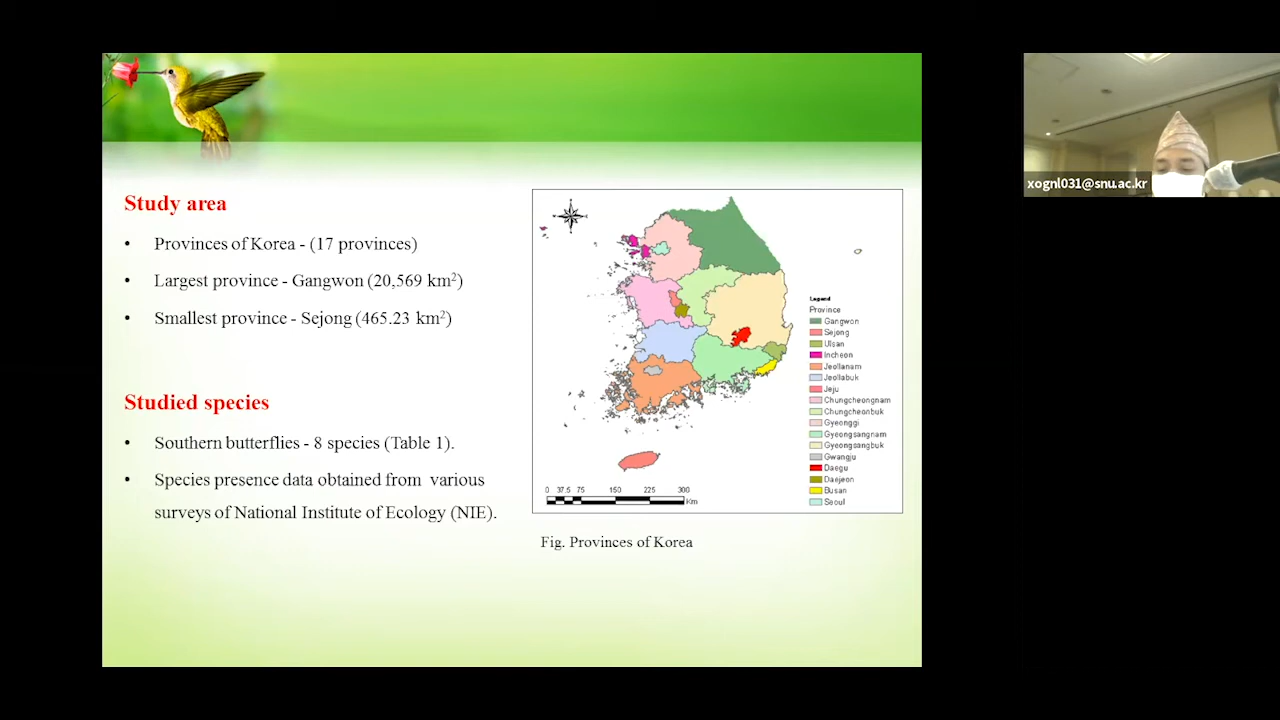 Study area
• Provinces of Korea - (17 provinces)
• Largest province - Gangwon (20,569 km²)
• Smallest province - Sejong (465.23 km²)
Studied species
• Southern butterflies - 8 species (Table 1).
• Species presence data obtained from various
surveys of National Institute of Ecology (NIE).
Legend
Province
Gangwon
Sejong
Ulsan
Incheon
Jeollanam
Jeollabuk
Jeju
Chungcheongnam
Chungcheonbuk
Gyeonggi
Gyeongsangnam
Gyeongsangbuk
Gwangju
Daegu
Daejeon
Busan
Seoul
0 37.5 75 150 225 300
Km
Fig. Provinces of Korea
xognl031@snu.ac.kr